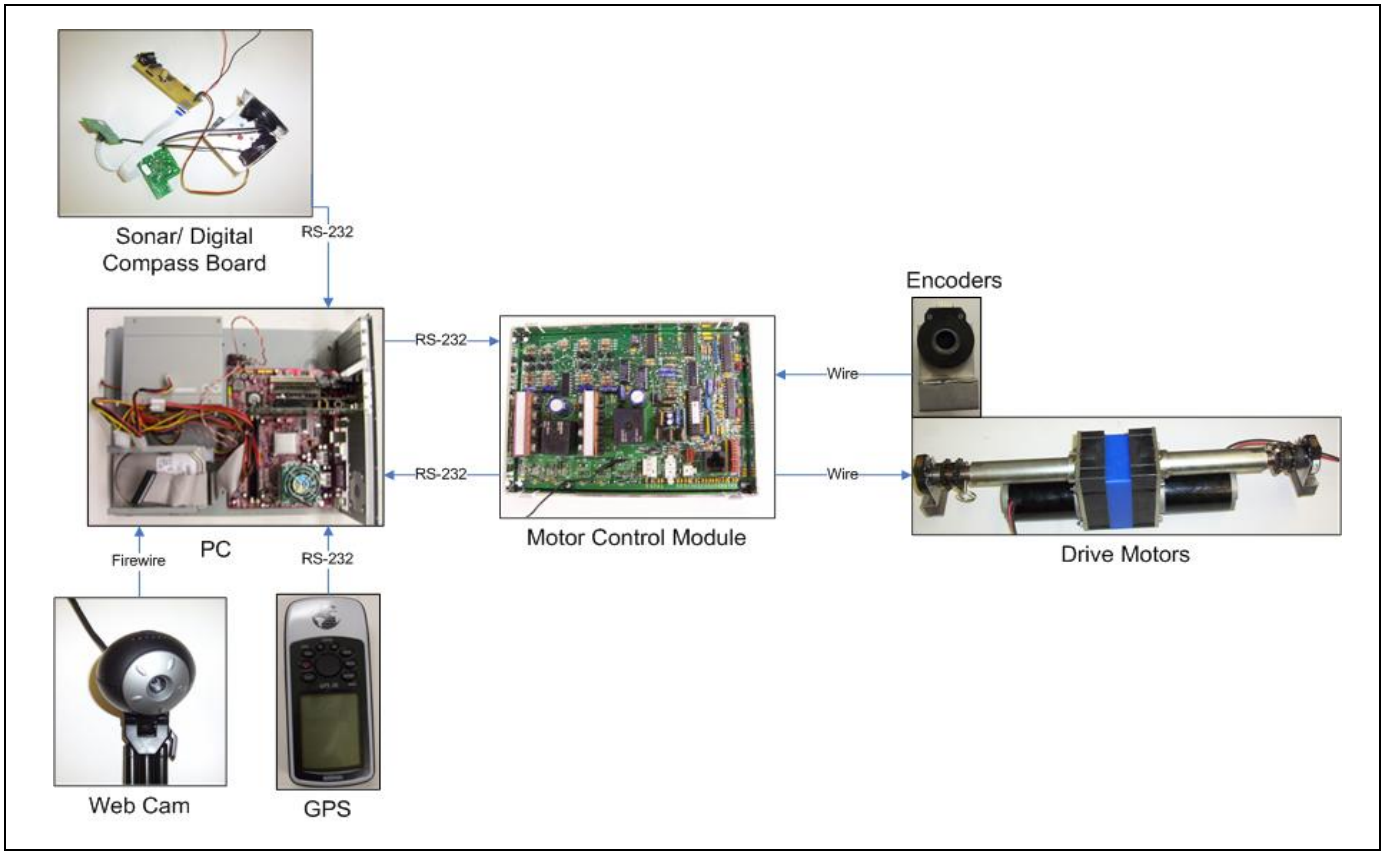 Sonar/ Digital
Compass Board
RS-232
Encoders
RS-232
Wire
RS-232
Wire
PC
Motor Control Module
Drive Motors
Firewire
RS-232
Web Cam
GPS